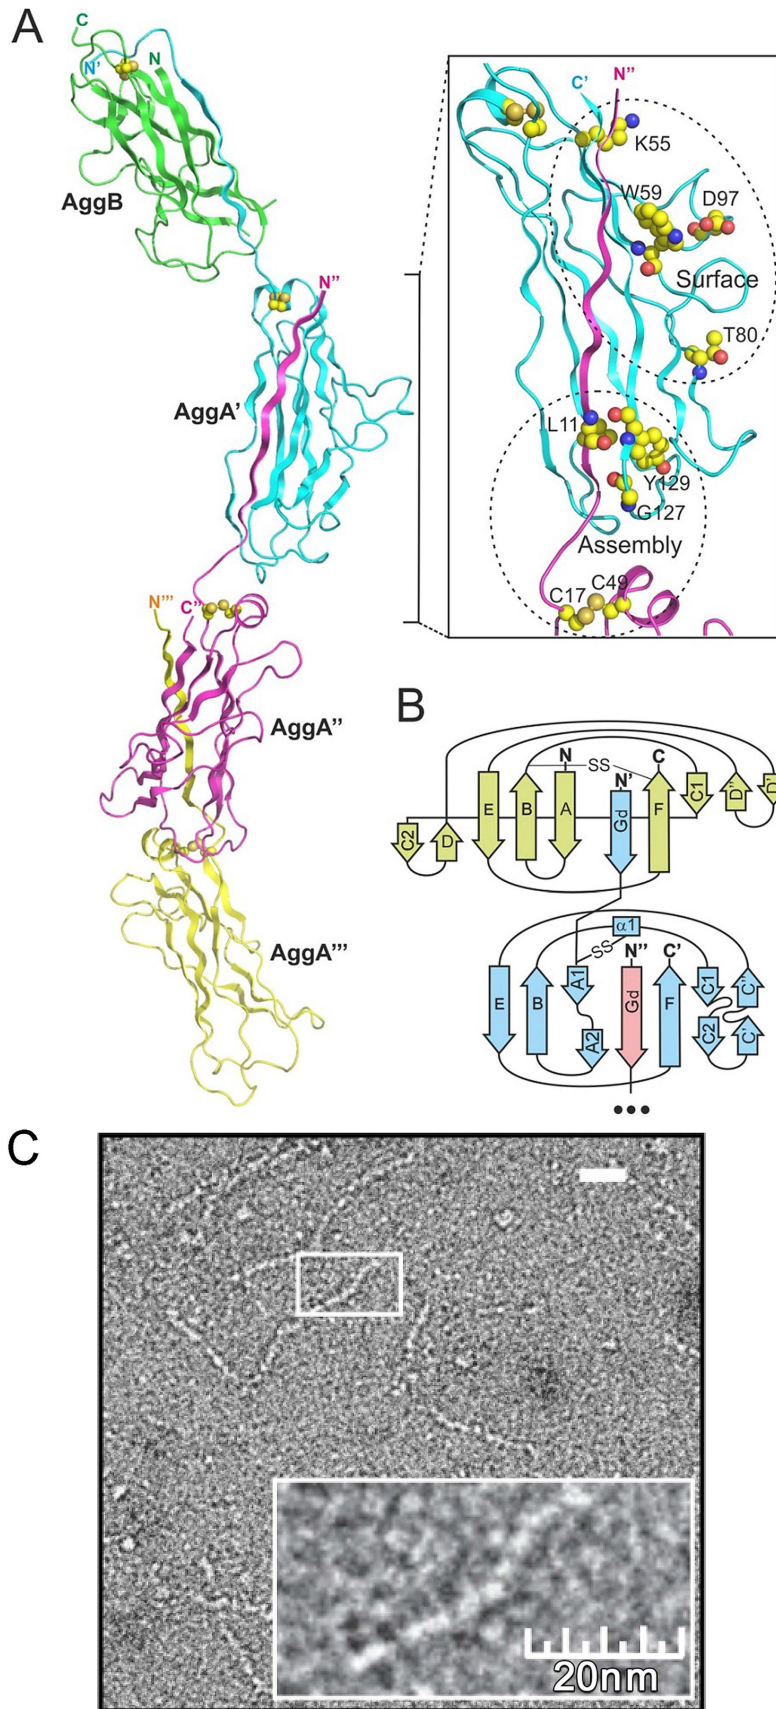 A
C
N'
N
AggB
N''
AggA'
N'''
C''
AggA''
AggA'''
C'
N''
K55
W59
D97
Surface
T80
L11
Y129
G127
Assembly
C17
C49
B
N
SS
N'
C
C2
D
E
B
A
Gd
F
C1
D''
D'
α1
SS
N''
C'
E
B
A1
A2
Gd
F
C1
C2
C''
C'
•••
C
20nm